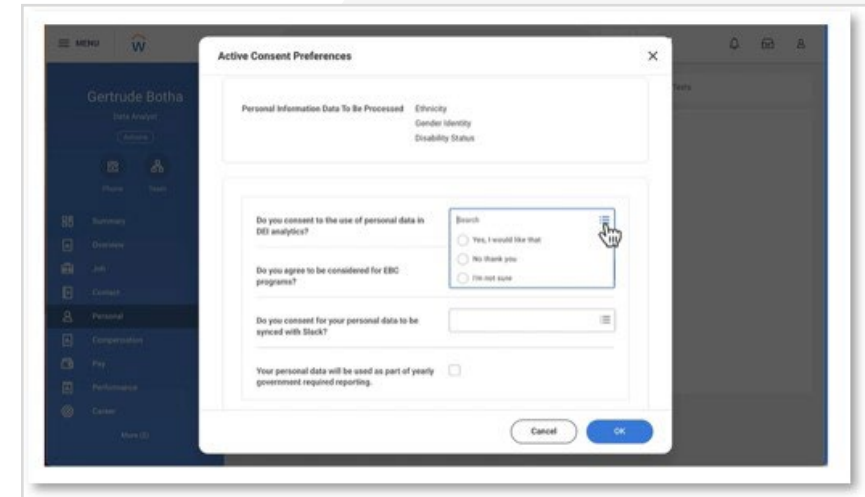 MENU
W
Active Consent Preferences
Gertrude Botha
Data Analyst
Phone Team
Summary
Overview
Job
Contact
Personal
Compensation
Pay
Performance
Career
More (2)
Personal Information Data To Be Processed Ethnicity
Gender Identity
Disability Status
Do you consent to the use of personal data in
DEI analytics?
Search
Yes, I would like that
No thank you
I'm not sure
Do you agree to be considered for EBC
programs?
Do you consent for your personal data to be
synced with Slack?
Your personal data will be used as part of yearly
government required reporting.
Cancel OK